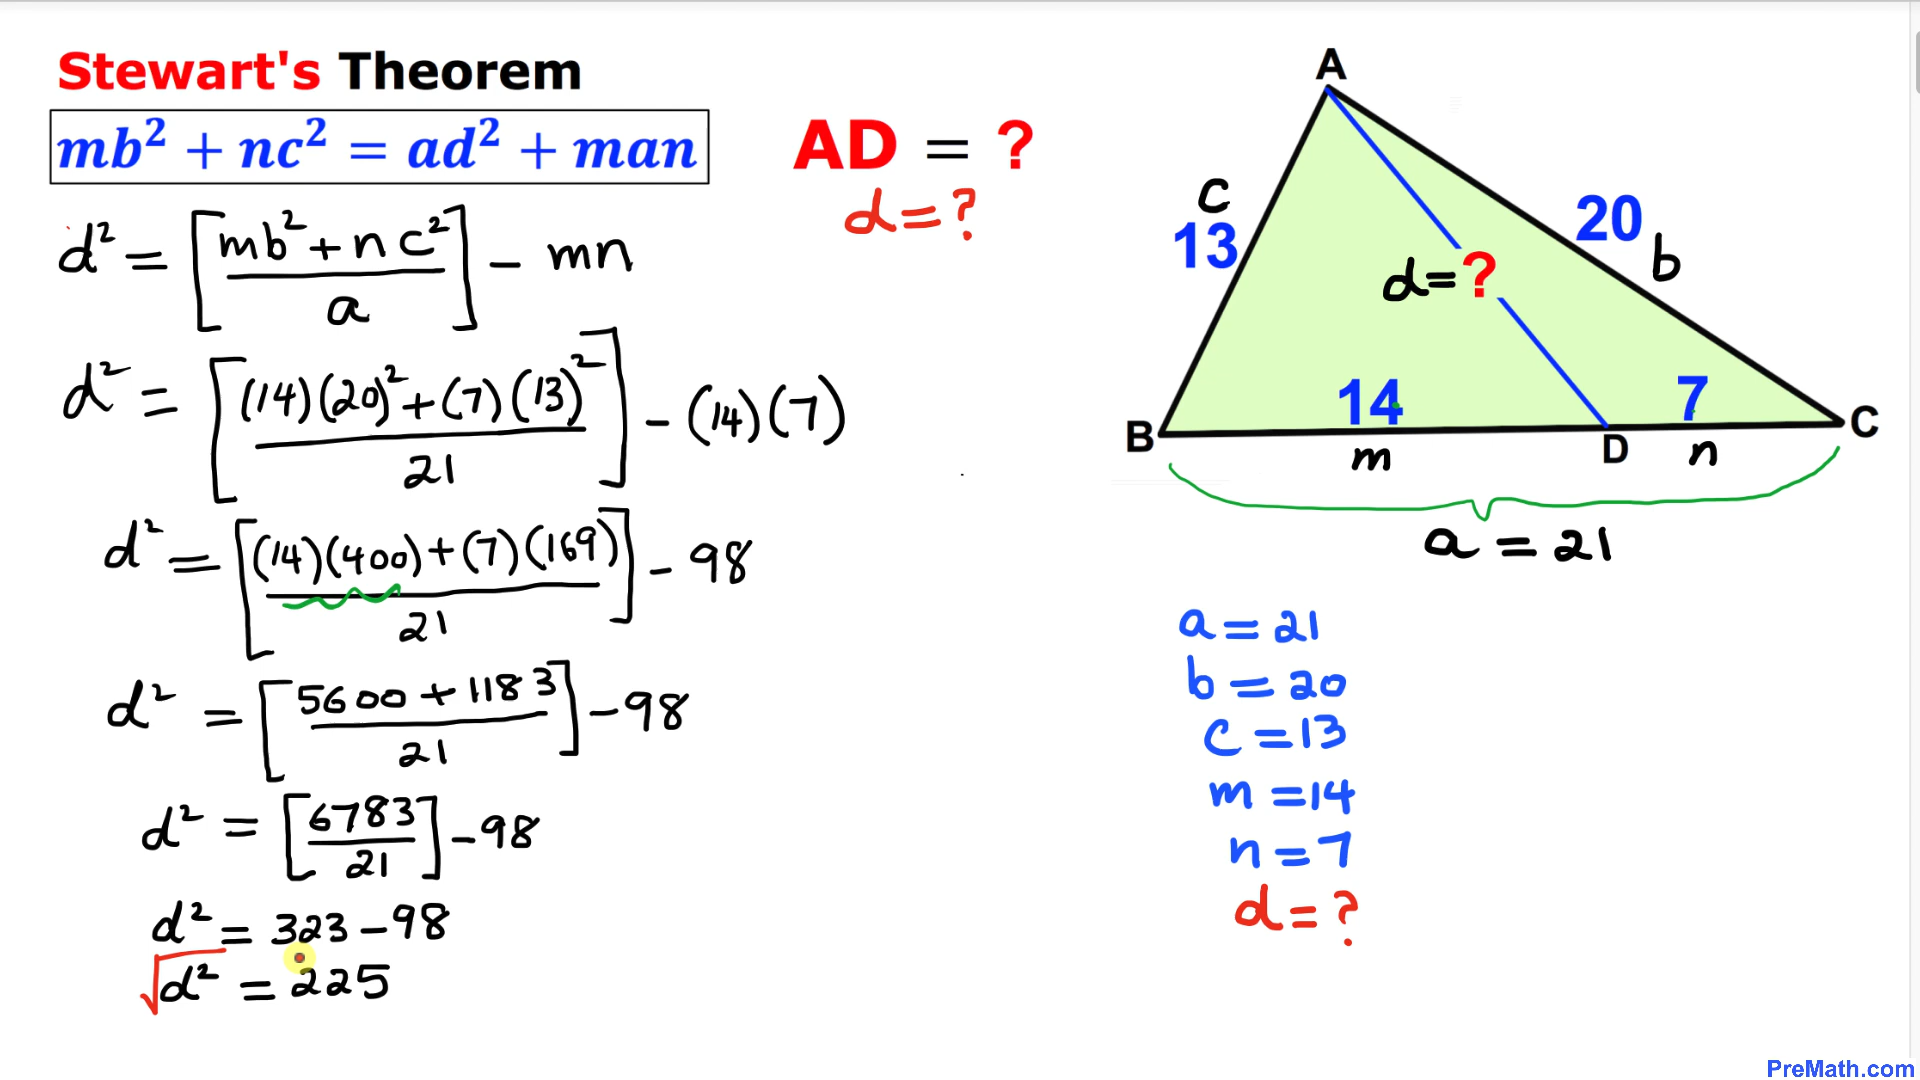 Stewart's Theorem
mb² + nc² = ad² + man
AD = ?
d = ?
d² = [mb² + nc² / a] - mn
d² = [(14)(20)² + (7)(13)² / 21] - (14)(7)
d² = [(14)(400) + (7)(169) / 21] - 98
d² = [5600 + 1183 / 21] - 98
d² = [6783 / 21] - 98
d² = 323 - 98
√d² = 225
A
c
13
20
b
d = ?
14
7
B
D
C
m
n
a = 21
a = 21
b = 20
c = 13
m = 14
n = 7
d = ?
PreMath.com